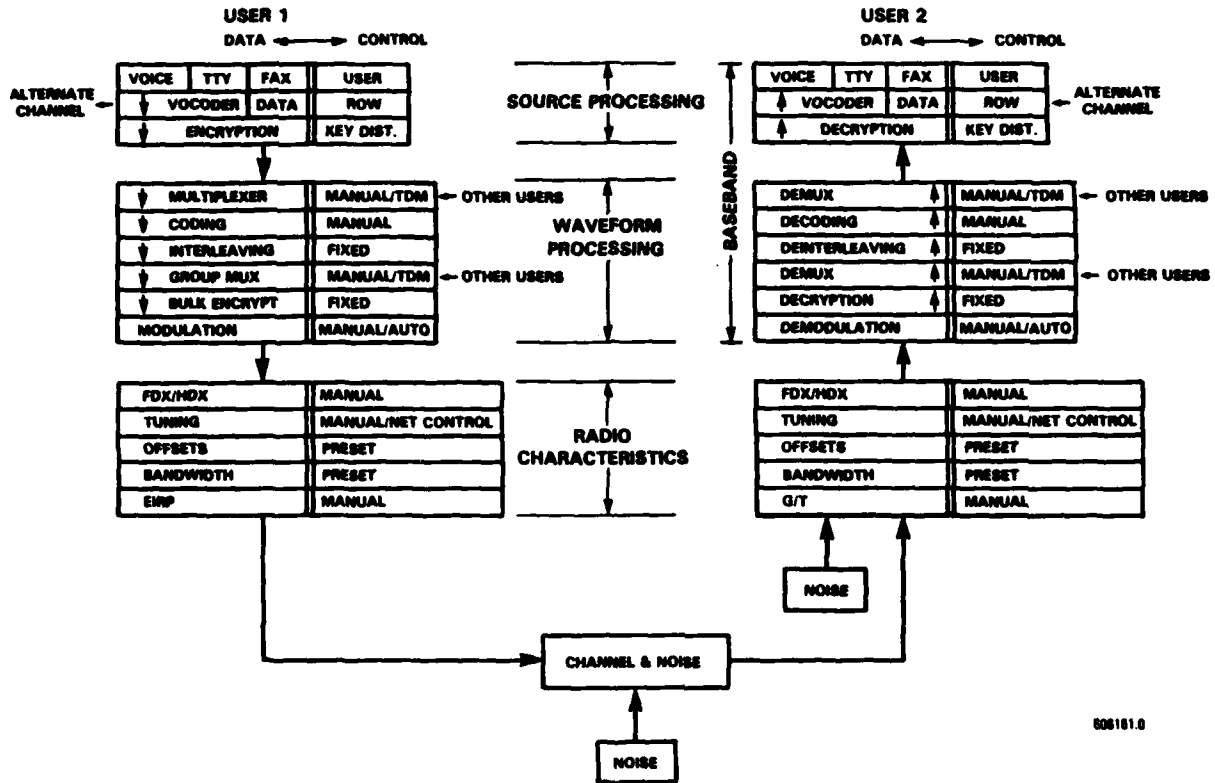 USER 1
DATA CONTROL
VOICE TTY FAX USER
VOCODER DATA ROW
ENCRYPTION KEY DIST.
ALTERNATE
CHANNEL
MULTIPLEXER MANUAL/TDM OTHER USERS
CODING MANUAL
INTERLEAVING FIXED
GROUP MUX MANUAL/TDM OTHER USERS
BULK ENCRYPT FIXED
MODULATION MANUAL/AUTO
FDX/HDX MANUAL
TUNING MANUAL/NET CONTROL
OFFSETS PRESET
BANDWIDTH PRESET
EIRP MANUAL
SOURCE PROCESSING
WAVEFORM
PROCESSING
RADIO
CHARACTERISTICS
BASEBAND
USER 2
DATA CONTROL
VOICE TTY FAX USER
VOCODER DATA ROW
DECRYPTION KEY DIST.
ALTERNATE
CHANNEL
DEMUX MANUAL/TDM OTHER USERS
DECODING MANUAL
DEINTERLEAVING FIXED
DEMUX MANUAL/TDM OTHER USERS
DECRYPTION FIXED
DEMODULATION MANUAL/AUTO
FDX/HDX MANUAL
TUNING MANUAL/NET CONTROL
OFFSETS PRESET
BANDWIDTH PRESET
G/T MANUAL
NOISE
CHANNEL & NOISE
NOISE